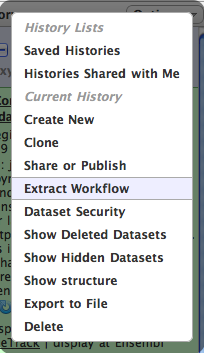 History Lists
Saved Histories
Histories Shared with Me
Current History
Create New
Clone
Share or Publish
Extract Workflow
Dataset Security
Show Deleted Datasets
Show Hidden Datasets
Show structure
Export to File
Delete
| display at Ensembl